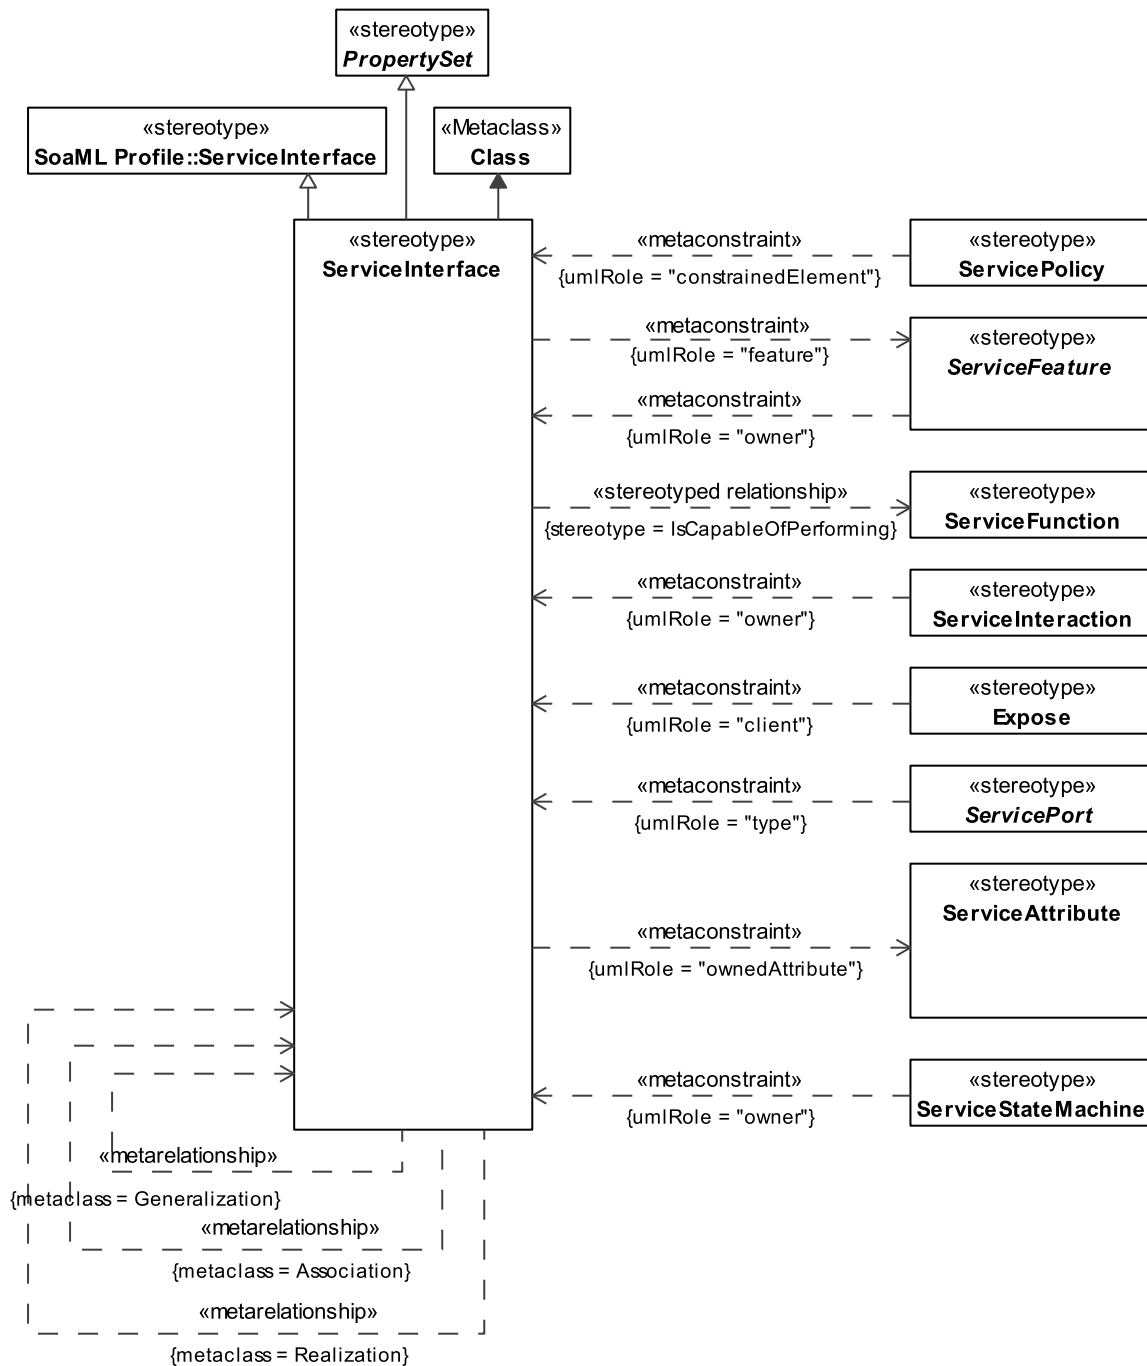 «stereotype»
PropertySet
«stereotype»
SoaML Profile::ServiceInterface
«Metaclass»
Class
«stereotype»
ServiceInterface
«metaconstraint»
{umlRole = "constrainedElement"}
«stereotype»
ServicePolicy
«metaconstraint»
{umlRole = "feature"}
«stereotype»
ServiceFeature
«metaconstraint»
{umlRole = "owner"}
«stereotyped relationship»
{stereotype = IsCapableOfPerforming}
«stereotype»
ServiceFunction
«metaconstraint»
{umlRole = "owner"}
«stereotype»
ServiceInteraction
«metaconstraint»
{umlRole = "client"}
«stereotype»
Expose
«metaconstraint»
{umlRole = "type"}
«stereotype»
ServicePort
«stereotype»
ServiceAttribute
«metaconstraint»
{umlRole = "ownedAttribute"}
«metaconstraint»
{umlRole = "owner"}
«stereotype»
ServiceStateMachine
«metarelationship»
{metaclass = Generalization}
«metarelationship»
{metaclass = Association}
«metarelationship»
{metaclass = Realization}